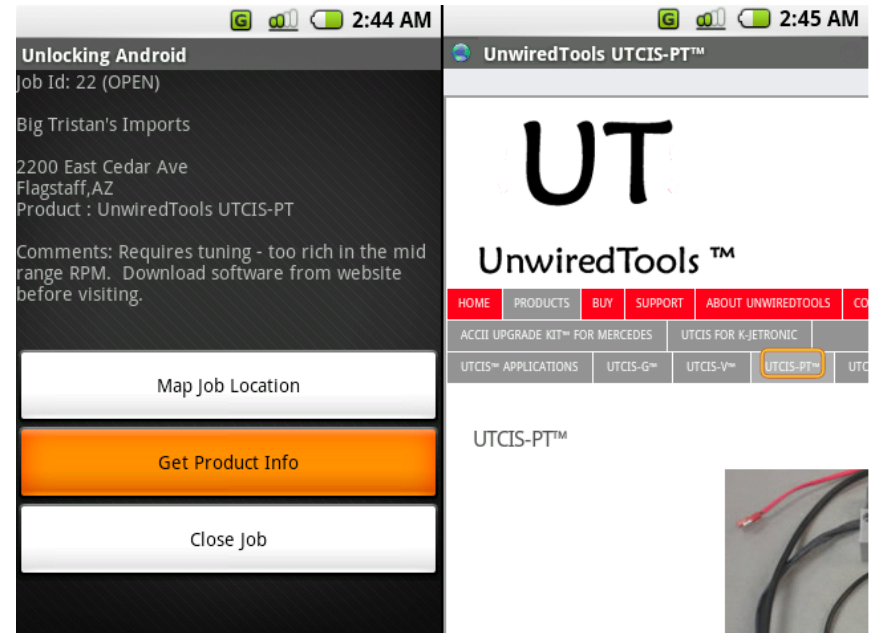 G 2:44 AM
Unlocking Android
Job Id: 22 (OPEN)
Big Tristan's Imports
2200 East Cedar Ave
Flagstaff,AZ
Product : UnwiredTools UTCIS-PT
Comments: Requires tuning - too rich in the mid
range RPM. Download software from website
before visiting.
Map Job Location
Get Product Info
Close Job
G 2:45 AM
UnwiredTools UTCIS-PT™
UT
UnwiredTools ™
HOME PRODUCTS BUY SUPPORT ABOUT UNWIREDTOOLS CO
ACCII UPGRADE KIT™ FOR MERCEDES UTCIS FOR K-JETRONIC
UTCIS™ APPLICATIONS UTCIS-G™ UTCIS-V™ UTCIS-PT™ UTC
UTCIS-PT™